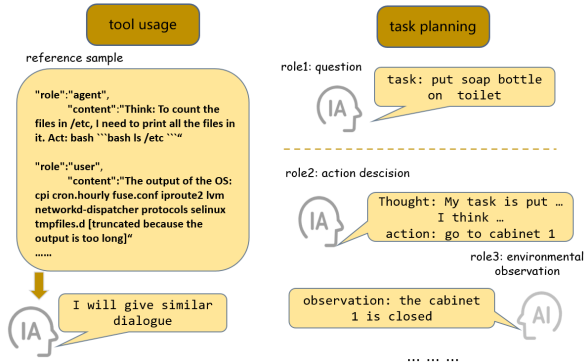 tool usage
reference sample
"role":"agent",
"content":"Think: To count the
files in /etc, I need to print all the files in
it. Act: bash ```bash ls /etc ```“
"role":"user",
"content":"The output of the OS:
cpi cron.hourly fuse.conf iproute2 lvm
networkd-dispatcher protocols selinux
tmpfiles.d [truncated because the
output is too long]“
......
IA
I will give similar
dialogue
task planning
role1: question
IA
task: put soap bottle
on toilet
role2: action descision
IA
Thought: My task is put …
I think …
action: go to cabinet 1
role3: environmental
observation
observation: the cabinet
1 is closed
AI
… … …